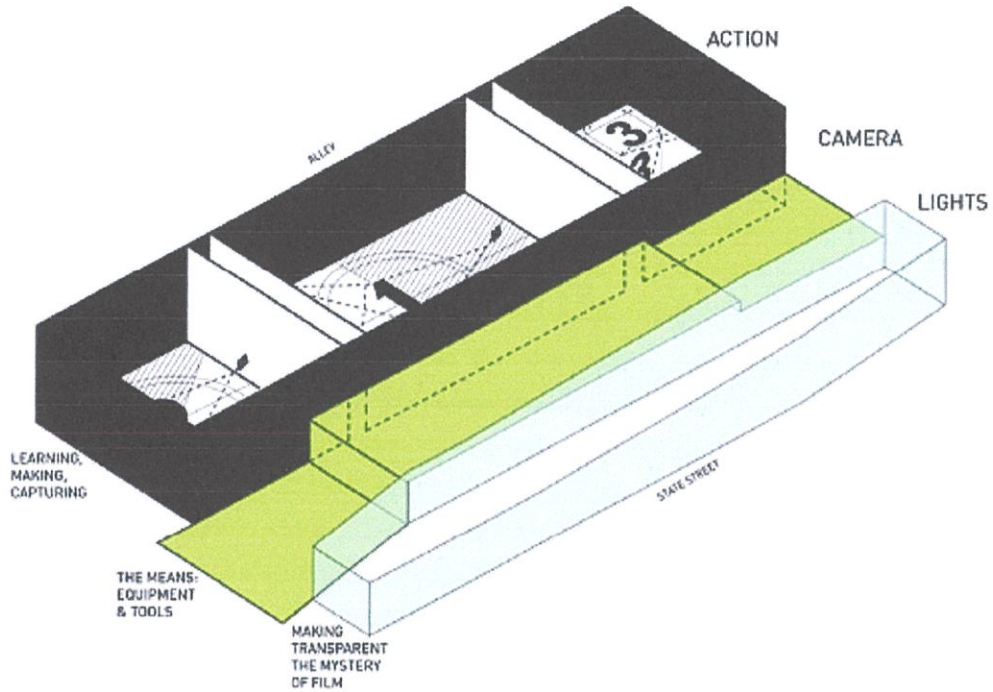 ACTION
CAMERA
LIGHTS
ALLEY
3
STATE STREET
LEARNING,
MAKING,
CAPTURING
THE MEANS:
EQUIPMENT
& TOOLS
MAKING
TRANSPARENT
THE MYSTERY
OF FILM